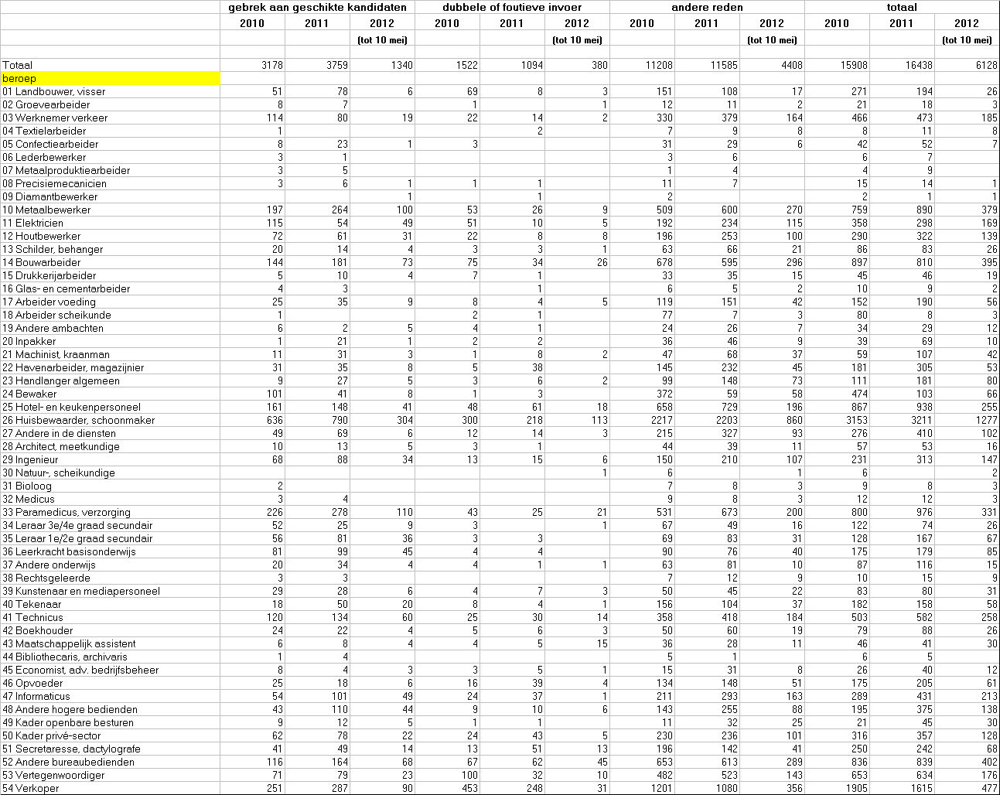 gebrek aan geschikte kandidaten dubbele of foutieve invoer andere reden totaal
2010 2011 2012 2010 2011 2012 2010 2011 2012 2010 2011 2012
(tot 10 mei) (tot 10 mei) (tot 10 mei) (tot 10 mei)
Totaal 3178 3759 1340 1522 1094 380 11208 11585 4408 15908 16438 6128
beroep
01 Landbouwer, visser 51 78 6 69 8 3 151 108 17 271 194 26
02 Groevearbeider 8 7 1 1 12 11 2 21 18 3
03 Werknemer verkeer 114 80 19 22 14 2 330 379 164 466 473 185
04 Textielarbeider 1 2 7 9 8 8 11 8
05 Confectiearbeider 8 23 1 3 31 29 6 42 52 7
06 Lederbewerker 3 1 3 6 6 7
07 Metaalproduktiearbeider 3 5 1 4 4 9
08 Precisiemecanicien 3 6 1 1 1 11 7 15 14 1
09 Diamantbewerker 1 1 2 2 1 1
10 Metaalbewerker 197 264 100 53 26 9 509 600 270 759 890 379
11 Elektricien 115 54 49 51 10 5 192 234 115 358 298 169
12 Houtbewerker 72 61 31 22 8 8 196 253 100 290 322 139
13 Schilder, behanger 20 14 4 3 3 1 63 66 21 86 83 26
14 Bouwarbeider 144 181 73 75 34 26 678 595 296 897 810 395
15 Drukkerijarbeider 5 10 4 7 1 33 35 15 45 46 19
16 Glas- en cementarbeider 4 3 1 6 5 2 10 9 2
17 Arbeider voeding 25 35 9 8 4 5 119 151 42 152 190 56
18 Arbeider scheikunde 1 2 1 77 7 3 80 8 3
19 Andere ambachten 6 2 5 4 1 24 26 7 34 29 12
20 Inpakker 1 21 1 2 2 36 46 9 39 69 10
21 Machinist, kraanman 11 31 3 1 8 2 47 68 37 59 107 42
22 Havenarbeider, magazijnier 31 35 8 5 38 145 232 45 181 305 53
23 Handlanger algemeen 9 27 5 3 6 2 99 148 73 111 181 80
24 Bewaker 101 41 8 1 3 372 59 58 474 103 66
25 Hotel- en keukenpersoneel 161 148 41 48 61 18 658 729 196 867 938 255
26 Huisbewaarder, schoonmaker 636 790 304 300 218 113 2217 2203 860 3153 3211 1277
27 Andere in de diensten 49 69 6 12 14 3 215 327 93 276 410 102
28 Architect, meetkundige 10 13 5 3 1 44 39 11 57 53 16
29 Ingenieur 68 88 34 13 15 6 150 210 107 231 313 147
30 Natuur-, scheikundige 1 6 1 6 2
31 Bioloog 2 7 8 3 9 8 3
32 Medicus 3 4 9 8 3 12 12 3
33 Paramedicus, verzorging 226 278 110 43 25 21 531 673 200 800 976 331
34 Leraar 3e/4e graad secundair 52 25 9 3 1 67 49 16 122 74 26
35 Leraar 1e/2e graad secundair 56 81 36 3 3 69 83 31 128 167 67
36 Leerkracht basisonderwijs 81 99 45 4 4 90 76 40 175 179 85
37 Andere onderwijs 20 34 4 4 1 1 63 81 10 87 116 15
38 Rechtsgeleerde 3 3 7 12 9 10 15 9
39 Kunstenaar en mediapersoneel 29 28 6 4 7 3 50 45 22 83 80 31
40 Tekenaar 18 50 20 8 4 1 156 104 37 182 158 58
41 Technicus 120 134 60 25 30 14 358 418 184 503 582 258
42 Boekhouder 24 22 4 5 6 3 50 60 19 79 88 26
43 Maatschappelijk assistent 6 8 4 4 5 15 36 28 11 46 41 30
44 Bibliothecaris, archivaris 1 4 5 1 6 5
45 Economist, adv. bedrijfsbeheer 8 4 3 3 5 1 15 31 8 26 40 12
46 Opvoeder 25 18 6 16 39 4 134 148 51 175 205 61
47 Informaticus 54 101 49 24 37 1 211 293 163 289 431 213
48 Andere hogere bedienden 43 110 44 9 10 6 143 255 88 195 375 138
49 Kader openbare besturen 9 12 5 1 1 11 32 25 21 45 30
50 Kader privé-sector 62 78 22 24 43 5 230 236 101 316 357 128
51 Secretaresse, dactylografe 41 49 14 13 51 13 196 142 41 250 242 68
52 Andere bureaubedienden 116 164 68 67 62 45 653 613 289 836 839 402
53 Vertegenwoordiger 71 79 23 100 32 10 482 523 143 653 634 176
54 Verkoper 251 287 90 453 248 31 1201 1080 356 1905 1615 477